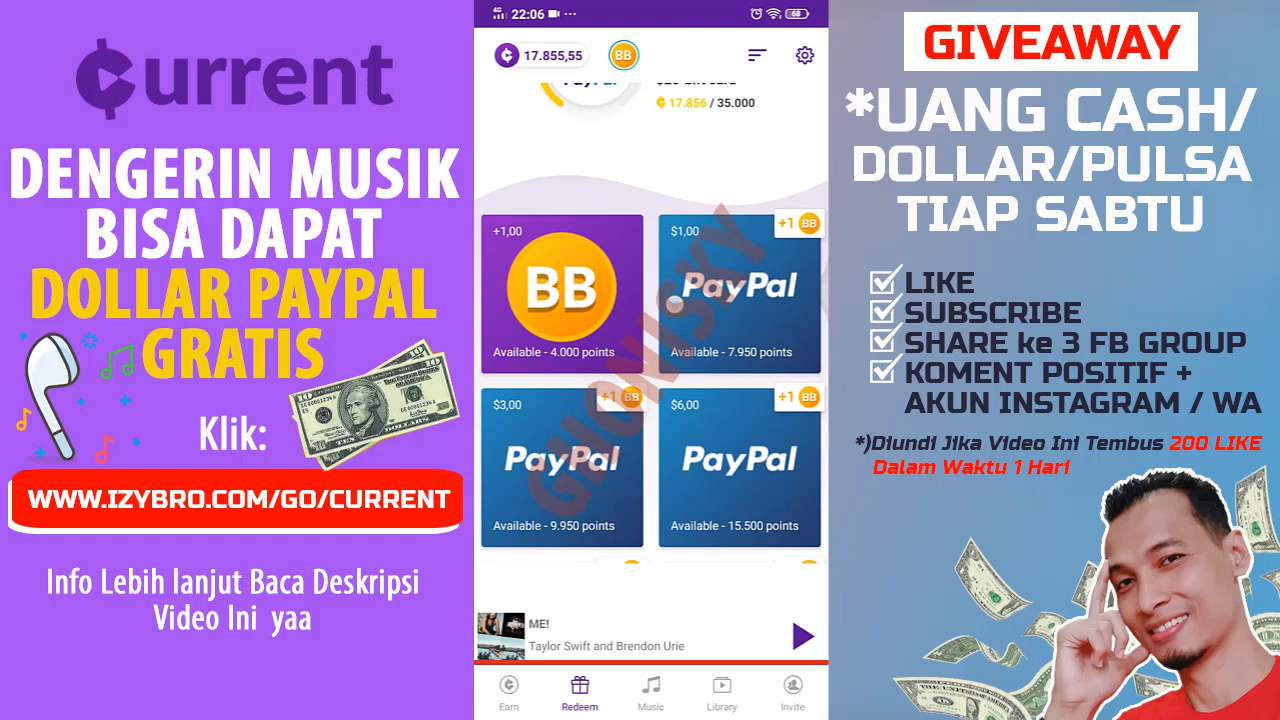 Current
DENGERIN MUSIK
BISA DAPAT
DOLLAR PAYPAL
GRATIS
Klik:
WWW.IZYBRO.COM/GO/CURRENT
Info Lebih lanjut Baca Deskripsi
Video Ini yaa
4G
22:06
68
17.855,55
BB
17.856 / 35.000
+1,00
BB
Available - 4.000 points
$1,00
+1 BB
PayPal
Available - 7.950 points
$3,00
+1 BB
PayPal
Available - 9.950 points
$6,00
+1 BB
PayPal
Available - 15.500 points
GHONISKY
ME!
Taylor Swift and Brendon Urie
Earn
Redeem
Music
Library
Invite
GIVEAWAY
*UANG CASH/
DOLLAR/PULSA
TIAP SABTU
LIKE
SUBSCRIBE
SHARE ke 3 FB GROUP
KOMENT POSITIF +
AKUN INSTAGRAM / WA
*)Diundi Jika Video Ini Tembus 200 LIKE
Dalam Waktu 1 Hari